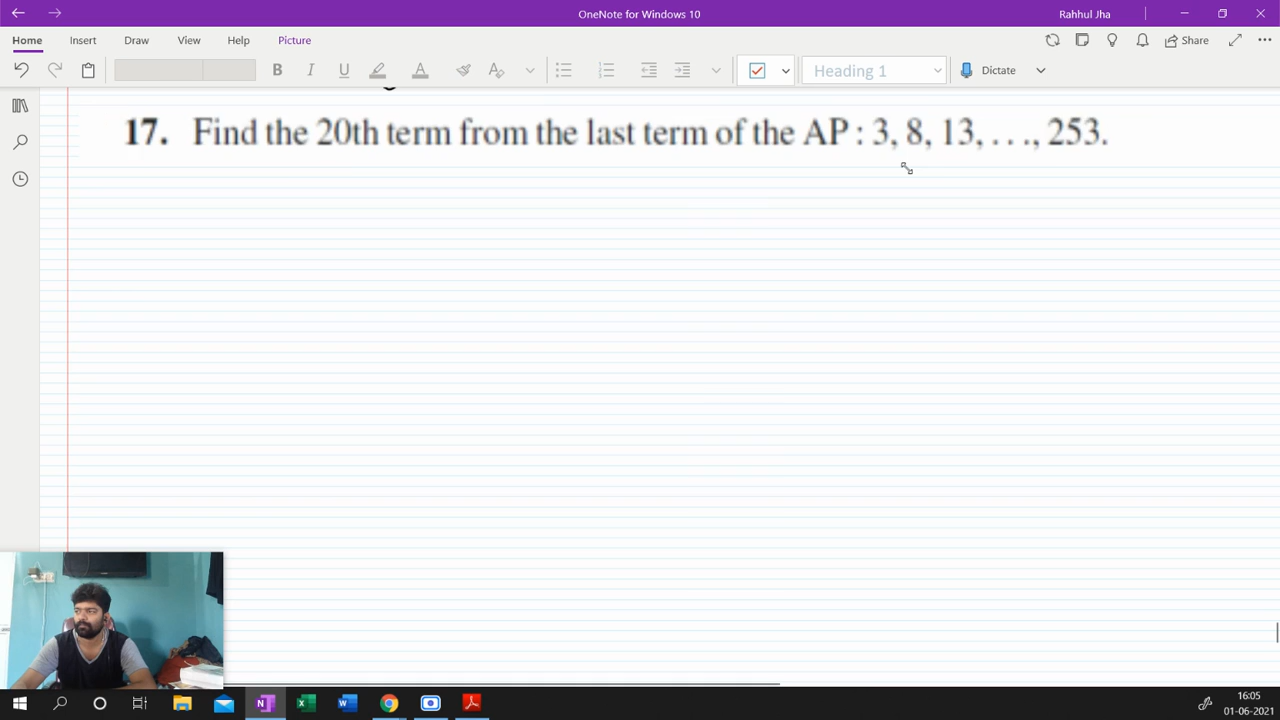 OneNote for Windows 10
Rahhul Jha
Home Insert Draw View Help Picture
Share
B I U A A Heading 1 Dictate
17. Find the 20th term from the last term of the AP : 3, 8, 13, . . ., 253.
16:05
01-06-2021